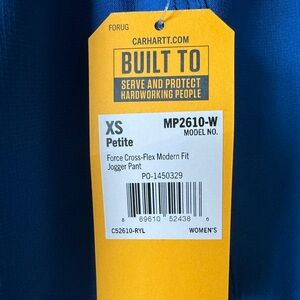 FORUG
CARHARTT.COM
BUILT TO
SERVE AND PROTECT
HARDWORKING PEOPLE
XS
Petite
MP2610-W
MODEL NO.
Force Cross-Flex Modern Fit
Jogger Pant
PO-1450329
8 89610 52438 6
C52610-RYL WOMEN'S